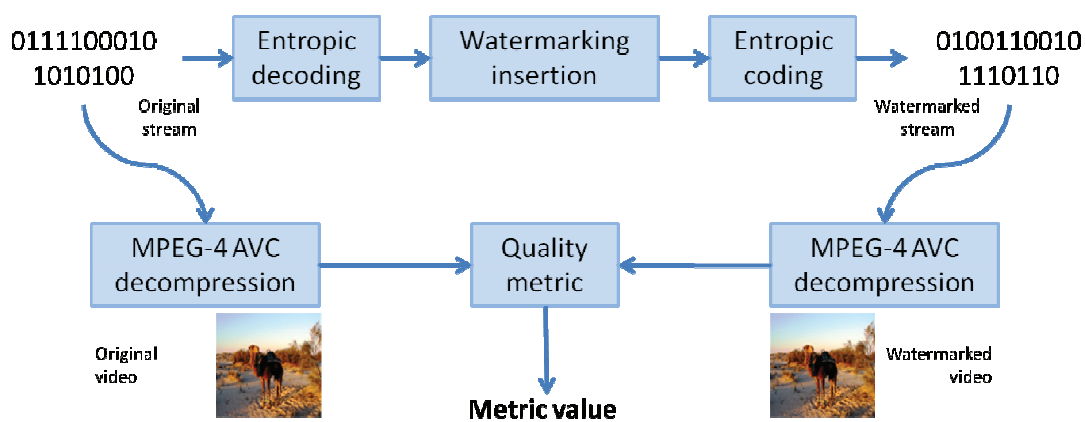 0111100010
1010100
Entropic
decoding
Watermarking
insertion
Entropic
coding
0100110010
1110110
Original
stream
Watermarked
stream
MPEG-4 AVC
decompression
Quality
metric
MPEG-4 AVC
decompression
Original
video
Watermarked
video
Metric value